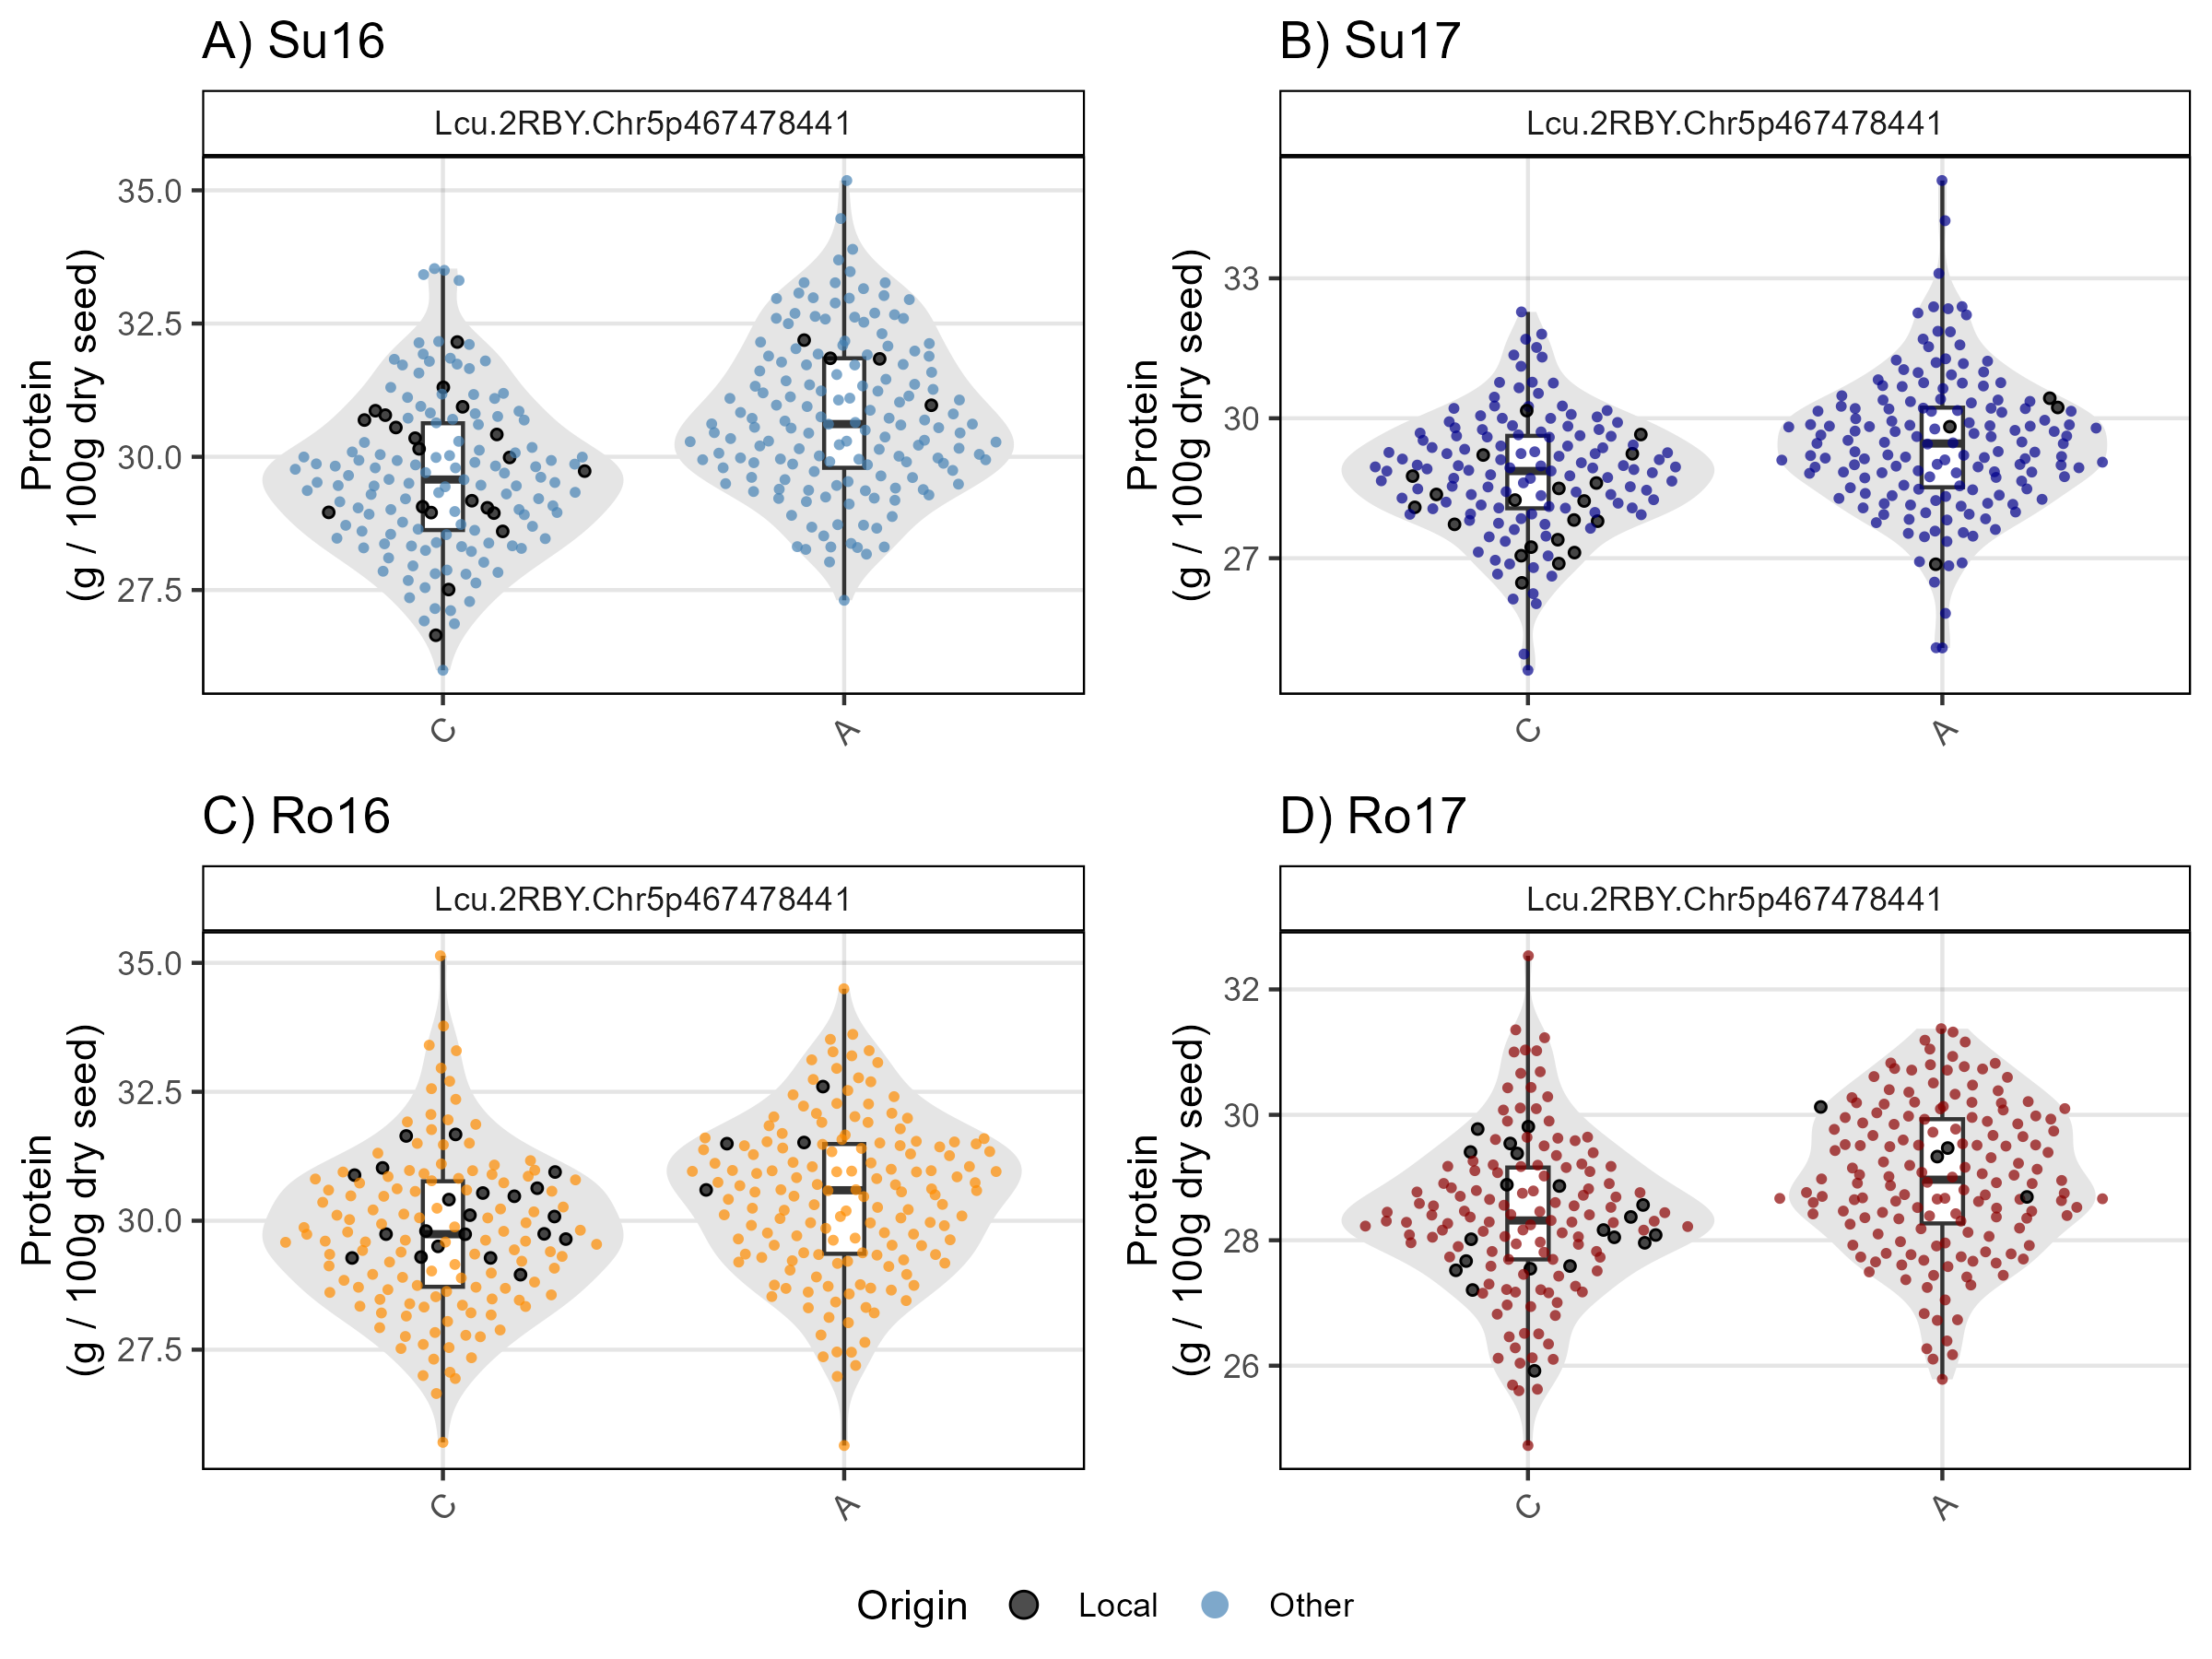 A) Su16
Lcu.2RBY.Chr5p467478441
Protein
(g / 100g dry seed)
35.0
32.5
30.0
27.5
C
A
B) Su17
Lcu.2RBY.Chr5p467478441
Protein
(g / 100g dry seed)
33
30
27
C
A
C) Ro16
Lcu.2RBY.Chr5p467478441
Protein
(g / 100g dry seed)
35.0
32.5
30.0
27.5
C
A
D) Ro17
Lcu.2RBY.Chr5p467478441
Protein
(g / 100g dry seed)
32
30
28
26
C
A
Origin Local Other